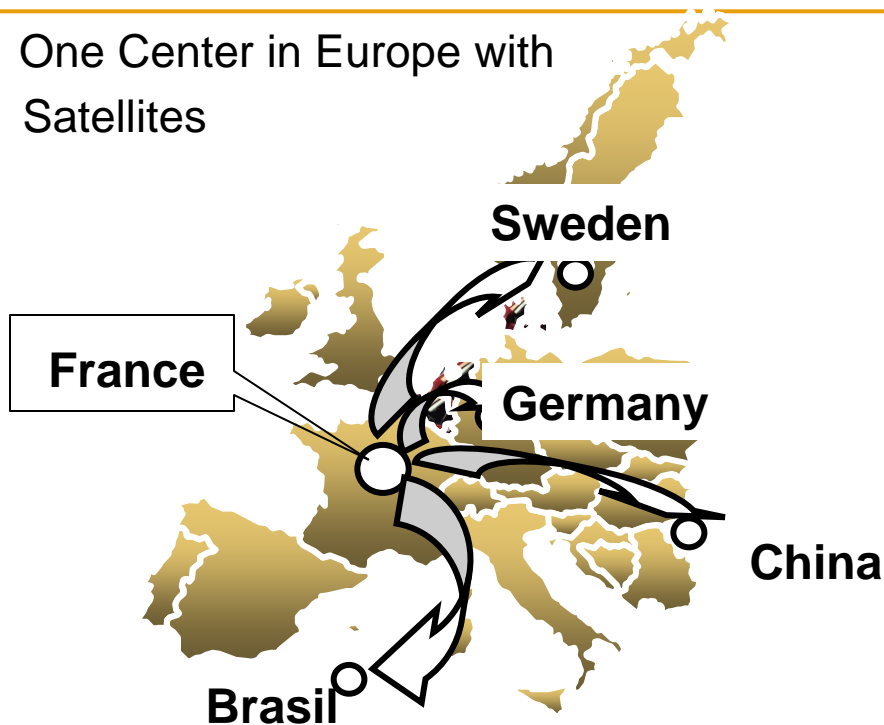 One Center in Europe with
Satellites
Sweden
France
Germany
China
Brasil